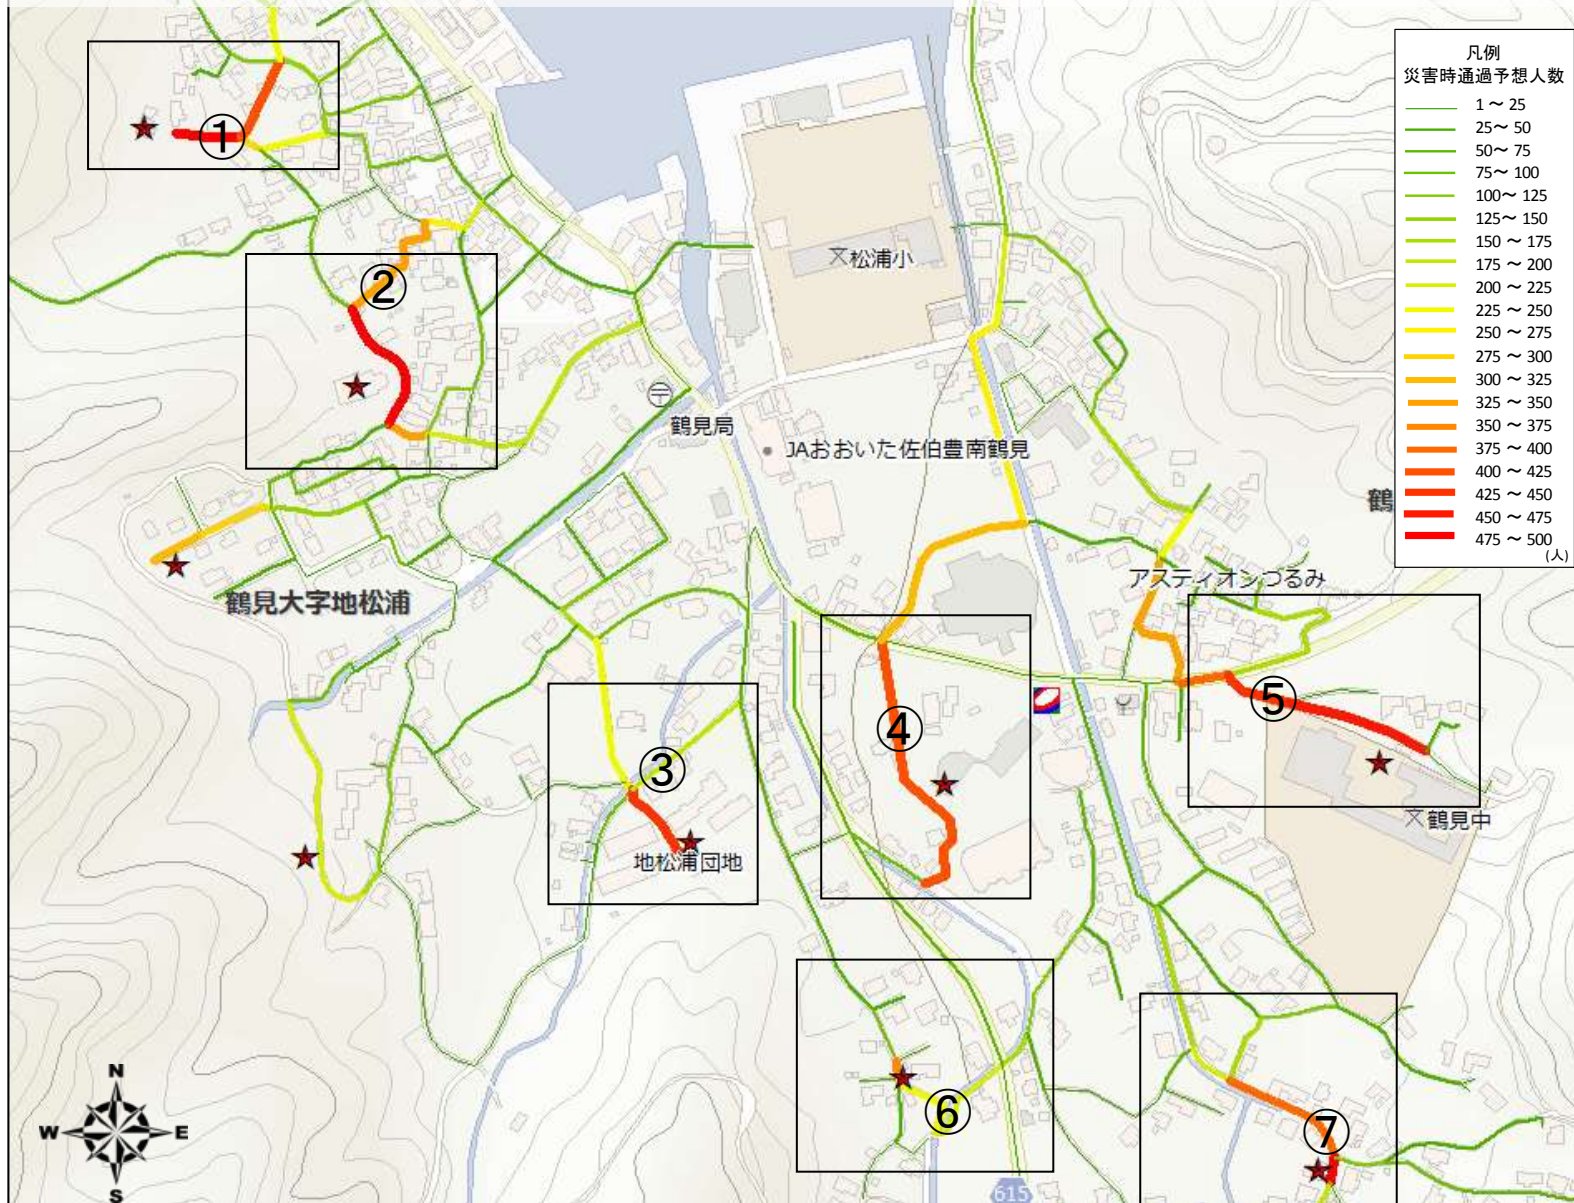 凡例
災害時通過予想人数
1～25
25～50
50～75
75～100
100～125
125～150
150～175
175～200
200～225
225～250
250～275
275～300
300～325
325～350
350～375
375～400
400～425
425～450
450～475
475～500
(人)
①
②
松浦小
鶴見局
JAおおいた佐伯豊南鶴見
鶴
アスティオンつるみ
鶴見大字地松浦
③
④
⑤
鶴見中
地松浦団地
⑥
⑦
615
N
W
E
S